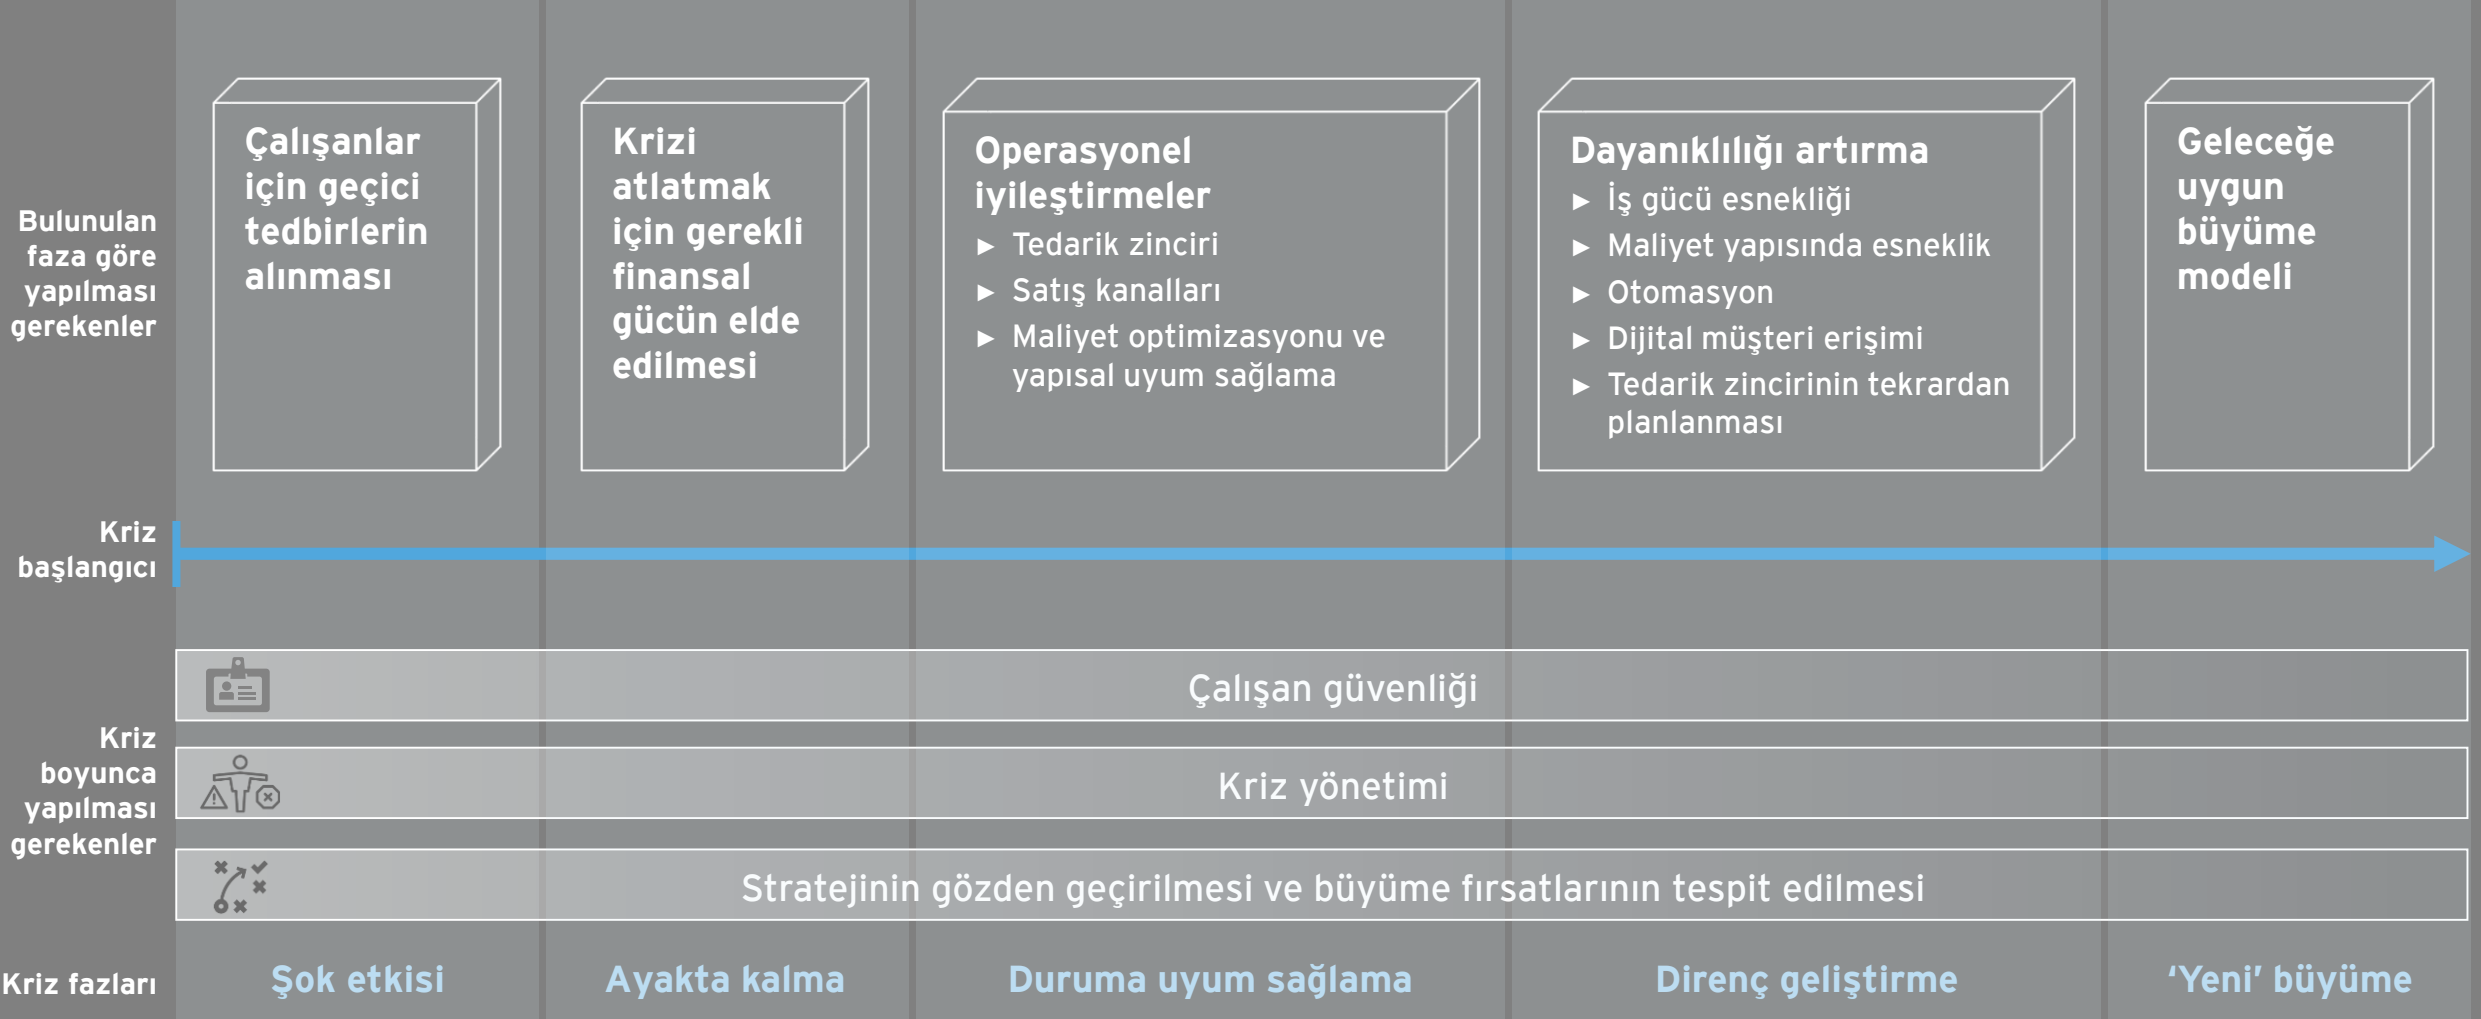 Bulunulan
faza göre
yapılması
gerekenler
Çalışanlar
için geçici
tedbirlerin
alınması
Krizi
atlatmak
için gerekli
finansal
gücün elde
edilmesi
Operasyonel
iyileştirmeler
► Tedarik zinciri
► Satış kanalları
► Maliyet optimizasyonu ve
yapısal uyum sağlama
Dayanıklılığı artırma
► İş gücü esnekliği
► Maliyet yapısında esneklik
► Otomasyon
► Dijital müşteri erişimi
► Tedarik zincirinin tekrardan
planlanması
Geleceğe
uygun
büyüme
modeli
Kriz
başlangıcı
Kriz
boyunca
yapılması
gerekenler
Çalışan güvenliği
Kriz yönetimi
Stratejinin gözden geçirilmesi ve büyüme fırsatlarının tespit edilmesi
Kriz fazları
Şok etkisi
Ayakta kalma
Duruma uyum sağlama
Direnç geliştirme
‘Yeni’ büyüme